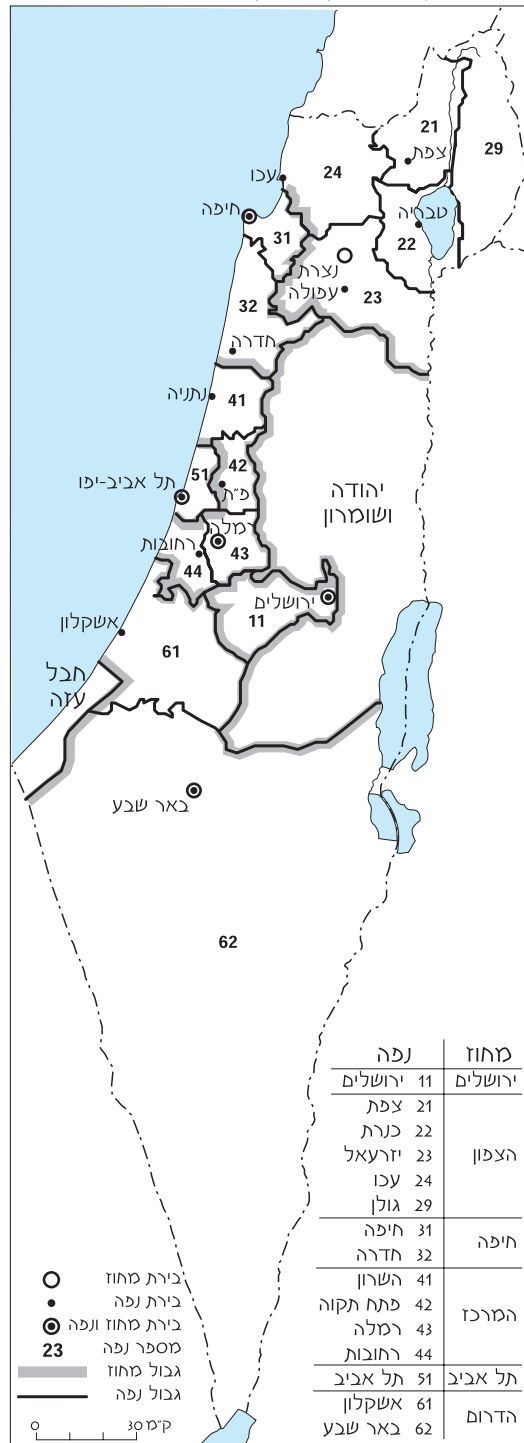 21
צפת
29
24
עכו
חיפה
טבריה
22
31
נצרת
עפולה
23
32
חדרה
נתניה
41
42
51
פ״ת
תל אביב-יפו
יהודה
ושומרון
רמלה
43
רחובות
44
ירושלים
11
אשקלון
61
חבל
עזה
באר שבע
62
מחוז נפה
ירושלים 11 ירושלים
הצפון
21 צפת
22 כנרת
23 יזרעאל
24 עכו
29 גולן
חיפה
31 חיפה
32 חדרה
המרכז
41 השרון
42 פתח תקוה
43 רמלה
44 רחובות
תל אביב 51 תל אביב
הדרום
61 אשקלון
62 באר שבע
בירת מחוז
בירת נפה
בירת מחוז ונפה
מספר נפה 23
גבול מחוז
גבול נפה
0 30 ק״מ